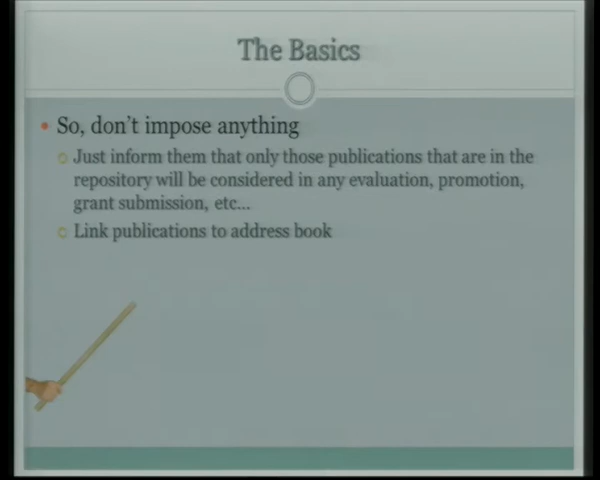 The Basics
So, don't impose anything
Just inform them that only those publications that are in the
repository will be considered in any evaluation, promotion,
grant submission, etc...
Link publications to address book